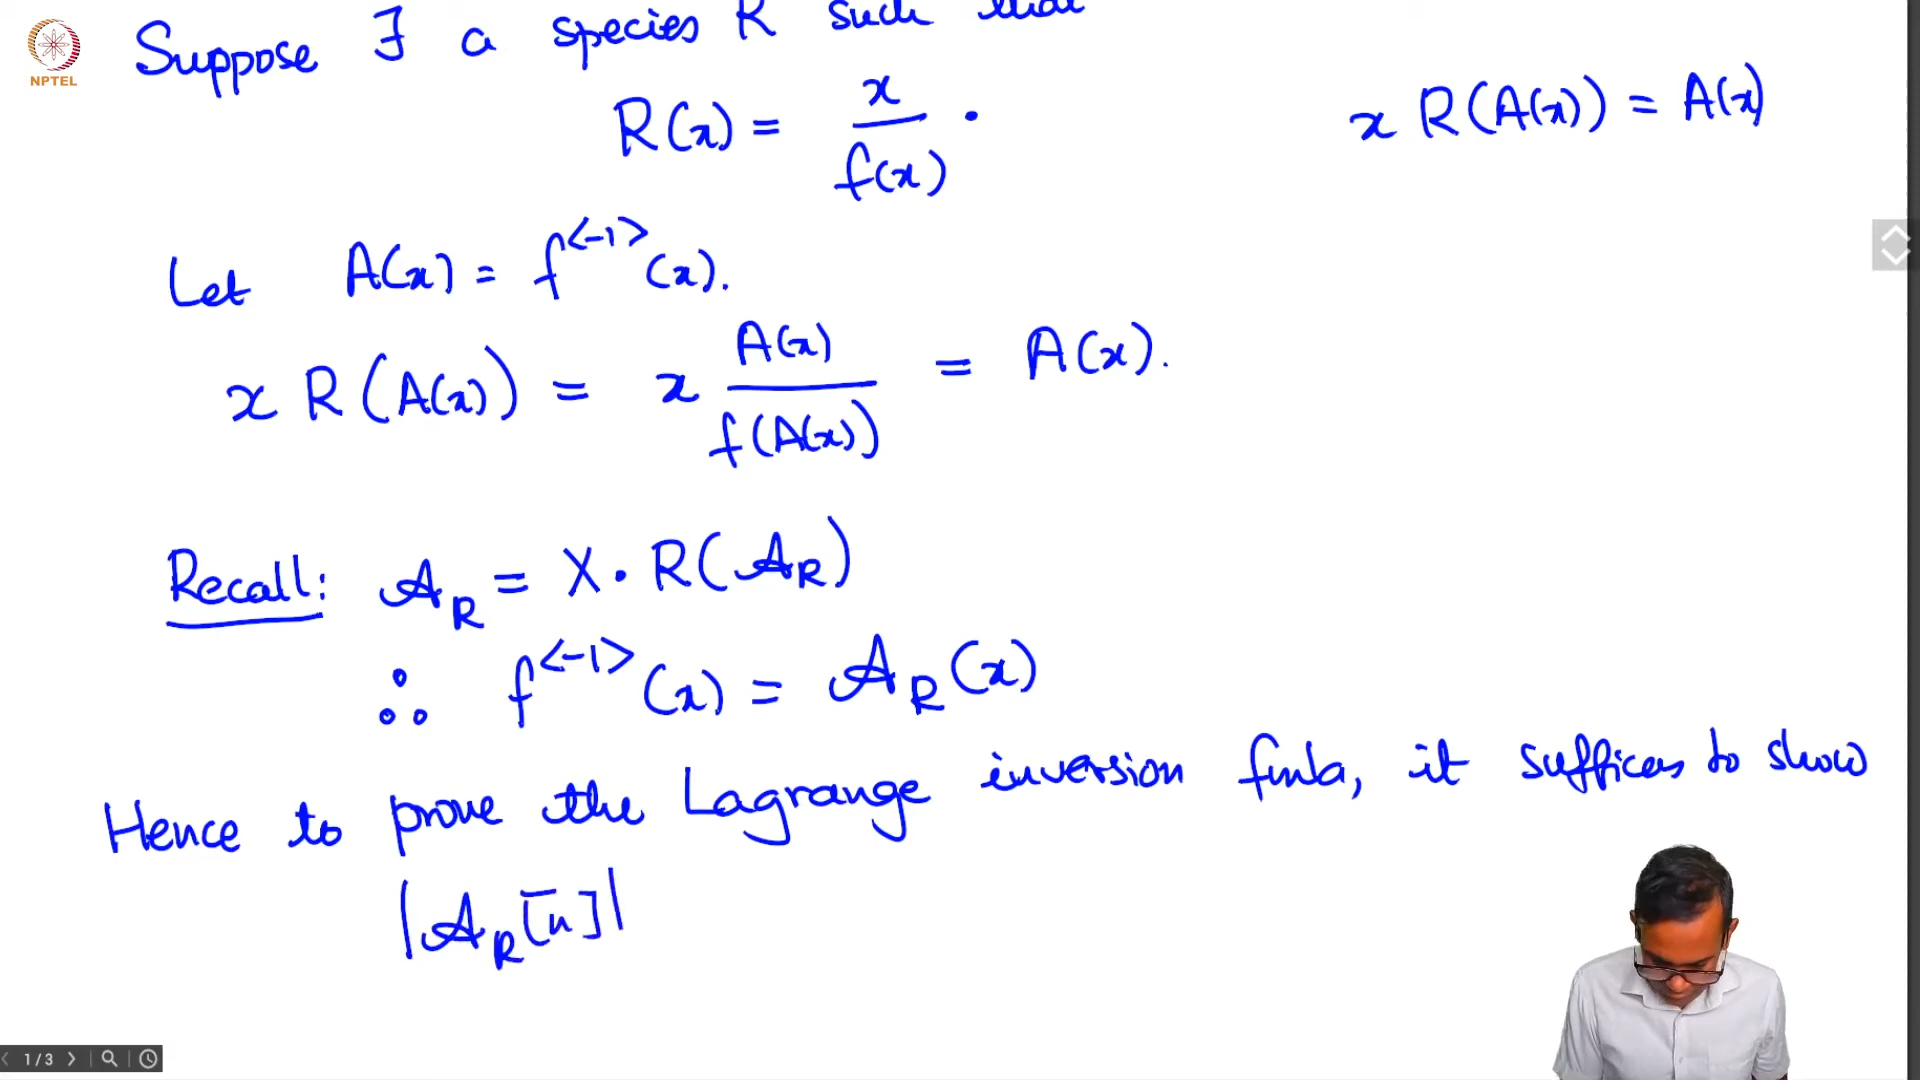 NPTEL
Suppose ∃ a species R such that
R(x) = x / f(x) .
x R(A(x)) = A(x)
Let A(x) = f^<-1>(x).
x R(A(x)) = x A(x) / f(A(x)) = A(x).
Recall: 𝒜_R = X · R(𝒜_R)
∴ f^<-1>(x) = 𝒜_R(x)
Hence to prove the Lagrange inversion fmla, it suffices to show
|𝒜_R[n]|
1/3